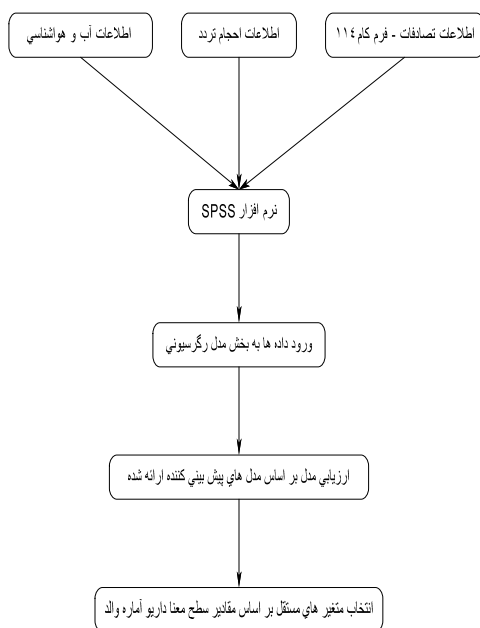 اطلاعات تصادفات - فرم کام ۱۱٤
اطلاعات احجام تردد
اطلاعات آب و هواشناسي
نرم افزار SPSS
ورود داده ها به بخش مدل رگرسيوني
ارزيابي مدل بر اساس مدل هاي پيش بيني کننده ارائه شده
انتخاب متغير هاي مستقل بر اساس مقادير سطح معنا داريو آماره والد